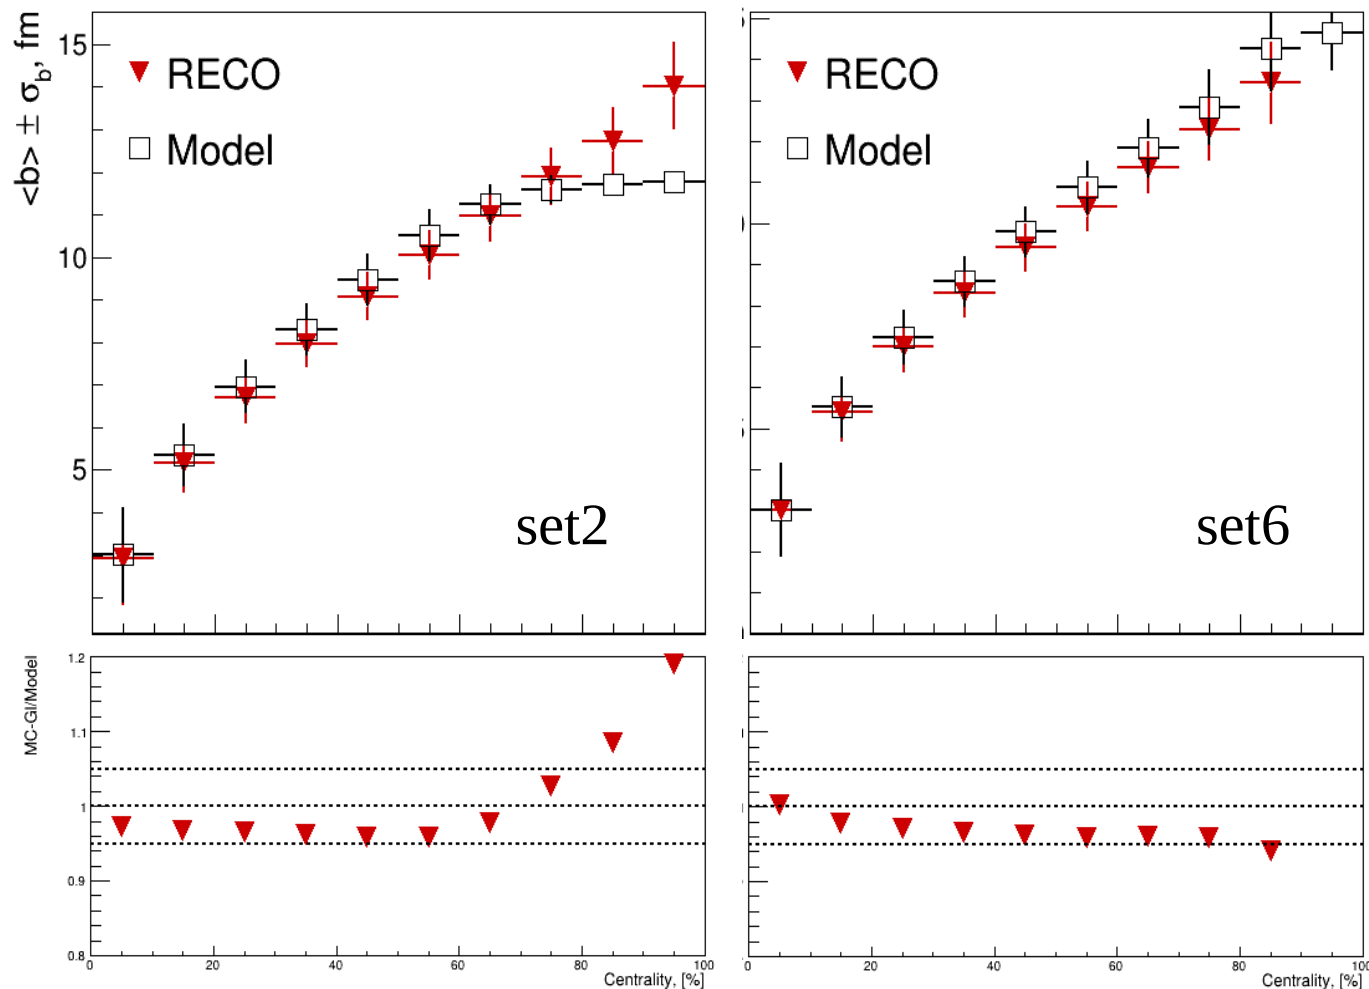 <b> ± σb, fm
15
10
5
RECO
Model
set2
RECO
Model
set6
MC-Gl/Model
1.2
1.1
1
0.9
0.8
0 20 40 60 80 100
Centrality, [%]
20 40 60 80 100
Centrality, [%]